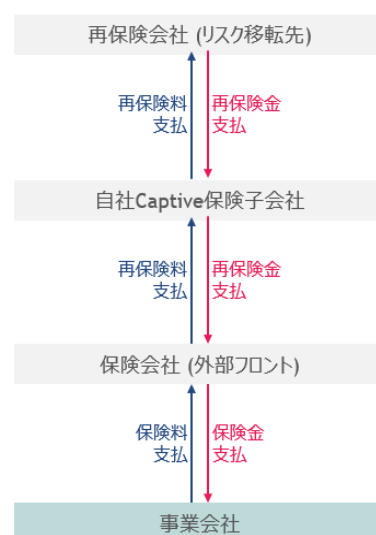 再保険会社 (リスク移転先)
再保険料
支払
再保険金
支払
自社Captive保険子会社
再保険料
支払
再保険金
支払
保険会社 (外部フロント)
保険料
支払
保険金
支払
事業会社